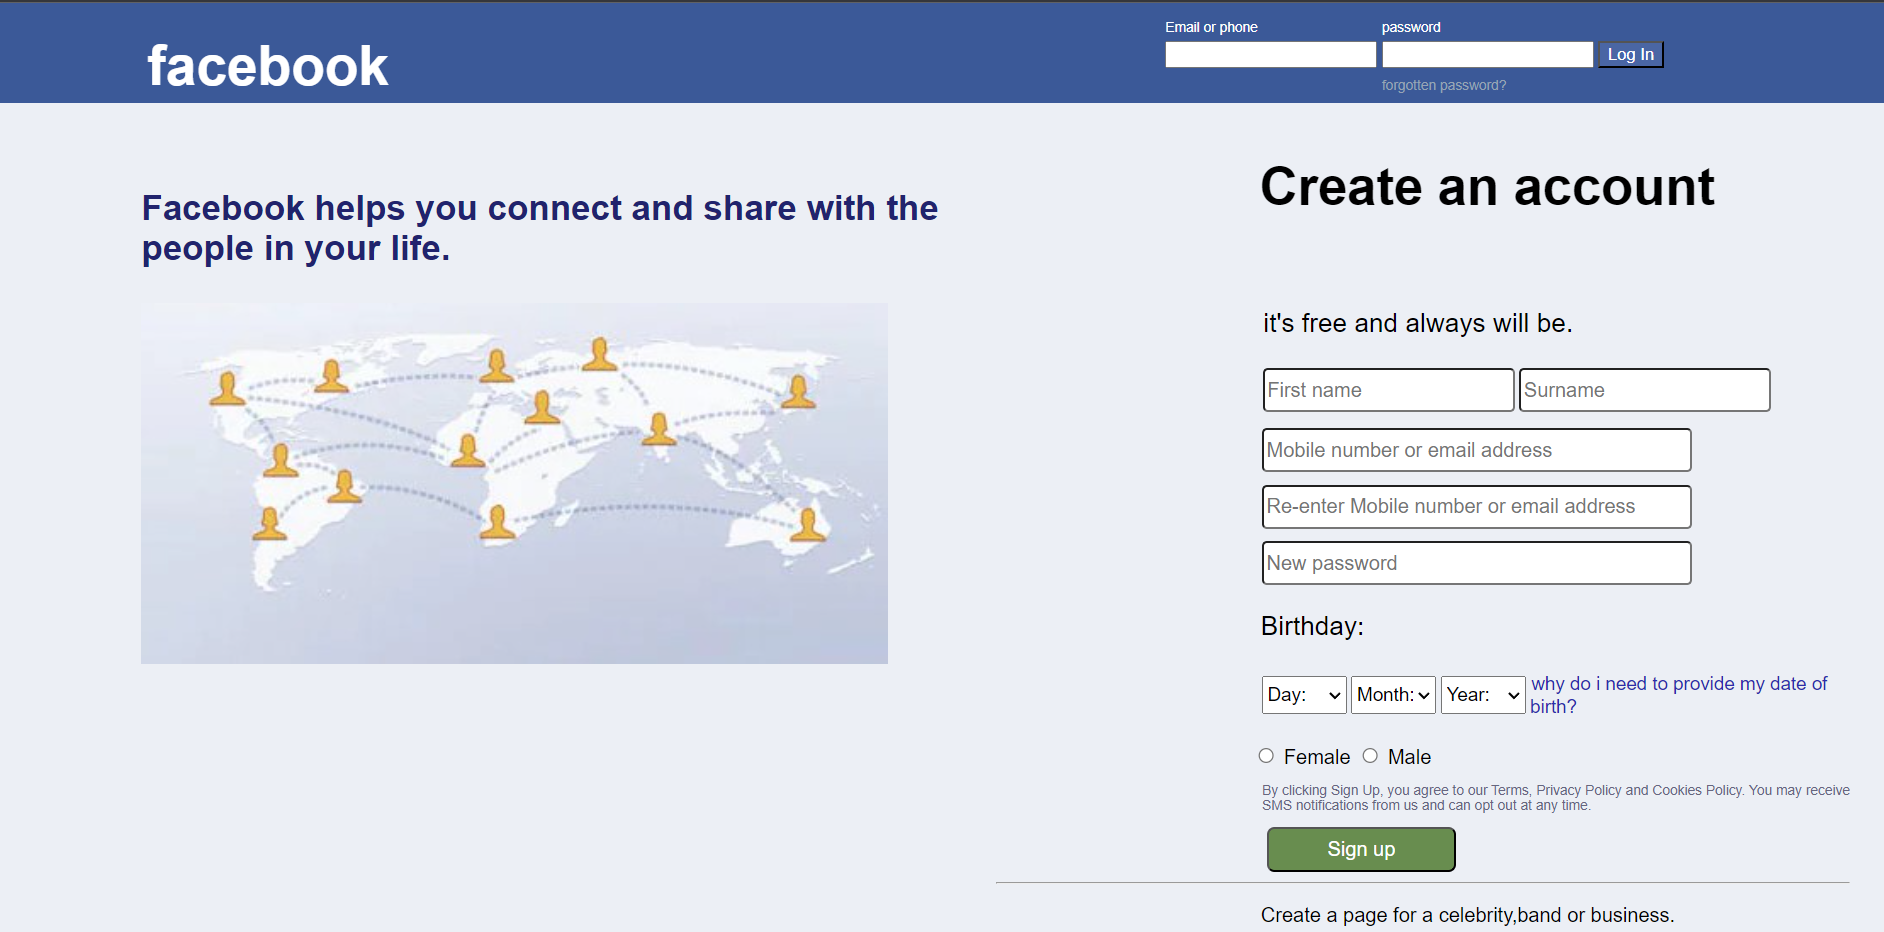 Email or phone
password
facebook
Log In
forgotten password?
Create an account
Facebook helps you connect and share with the
people in your life.
it's free and always will be.
First name
Surname
Mobile number or email address
Re-enter Mobile number or email address
New password
Birthday:
Day:
Month:
Year:
why do i need to provide my date of
birth?
Female
Male
By clicking Sign Up, you agree to our Terms, Privacy Policy and Cookies Policy. You may receive
SMS notifications from us and can opt out at any time.
Sign up
Create a page for a celebrity,band or business.